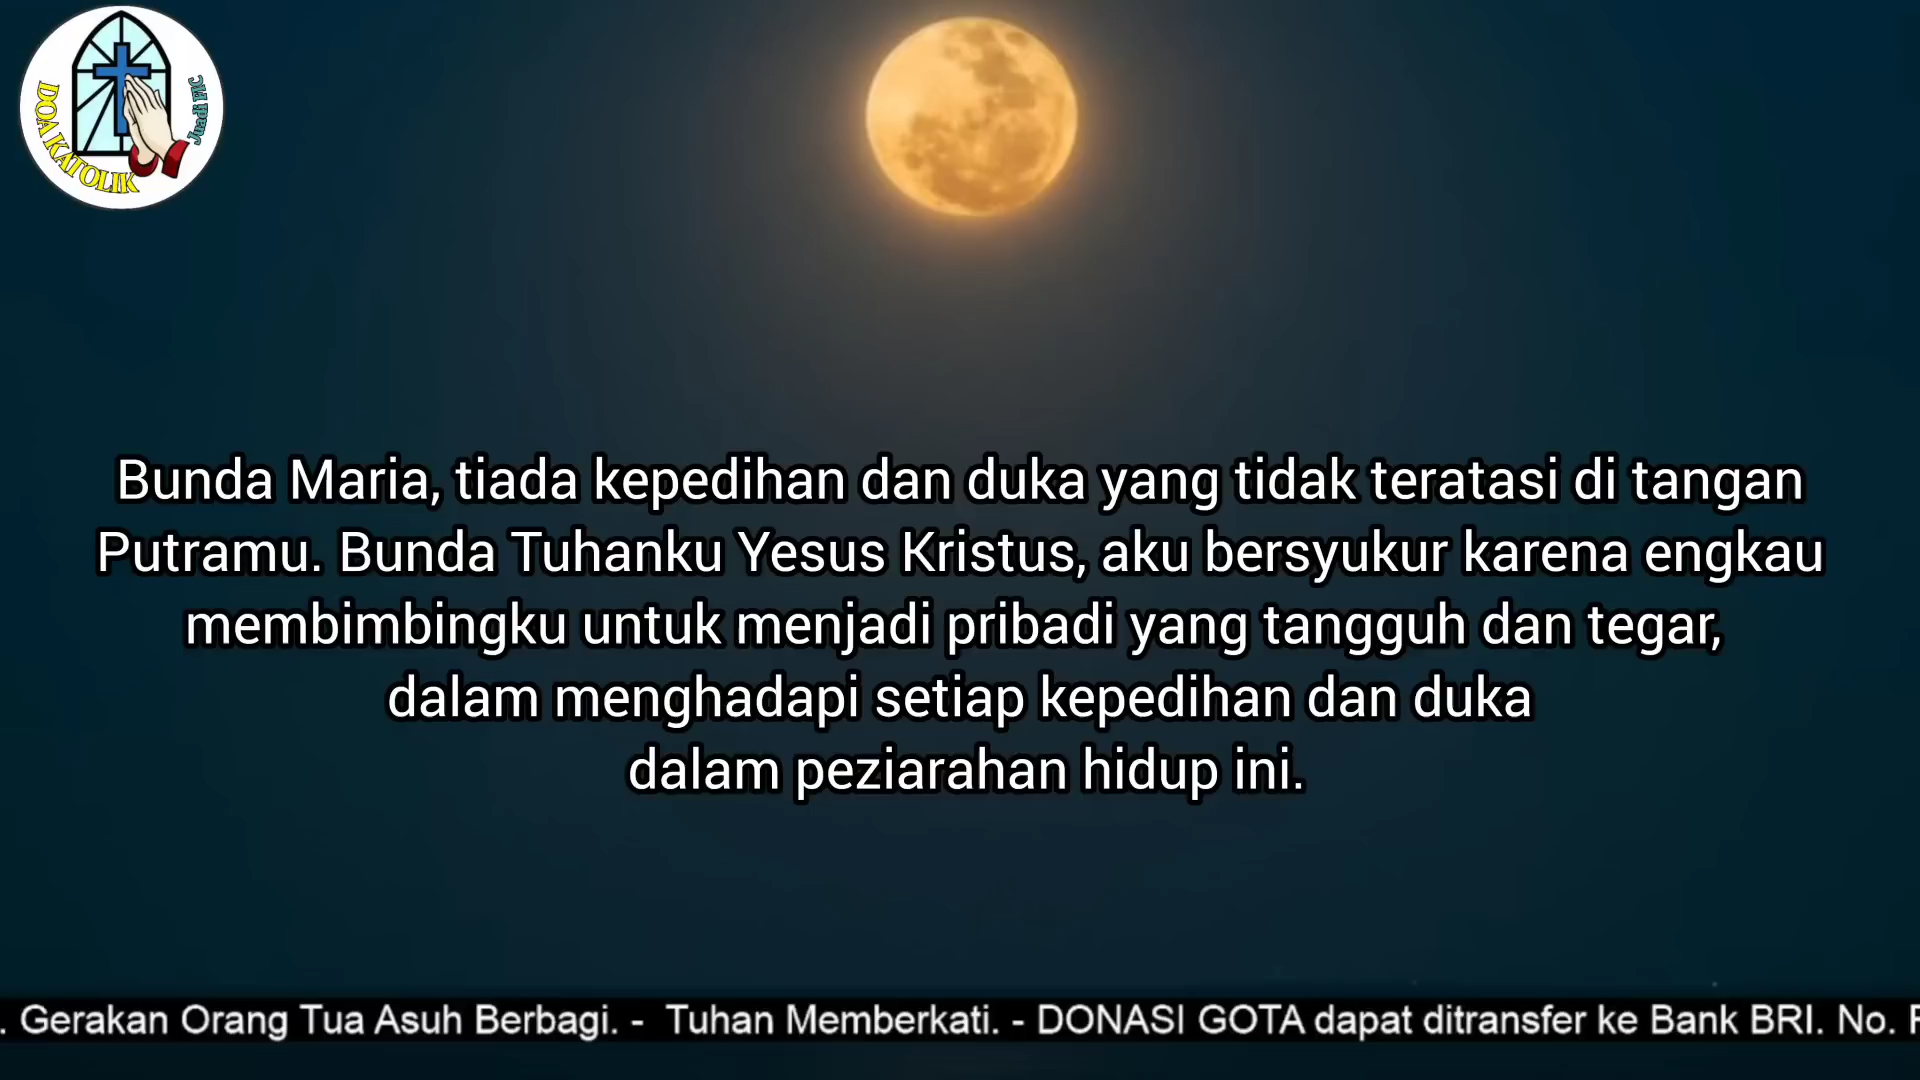 DOA KATOLIK
Juadi FIC
Bunda Maria, tiada kepedihan dan duka yang tidak teratasi di tangan
Putramu. Bunda Tuhanku Yesus Kristus, aku bersyukur karena engkau
membimbingku untuk menjadi pribadi yang tangguh dan tegar,
dalam menghadapi setiap kepedihan dan duka
dalam peziarahan hidup ini.
. Gerakan Orang Tua Asuh Berbagi. - Tuhan Memberkati. - DONASI GOTA dapat ditransfer ke Bank BRI. No.